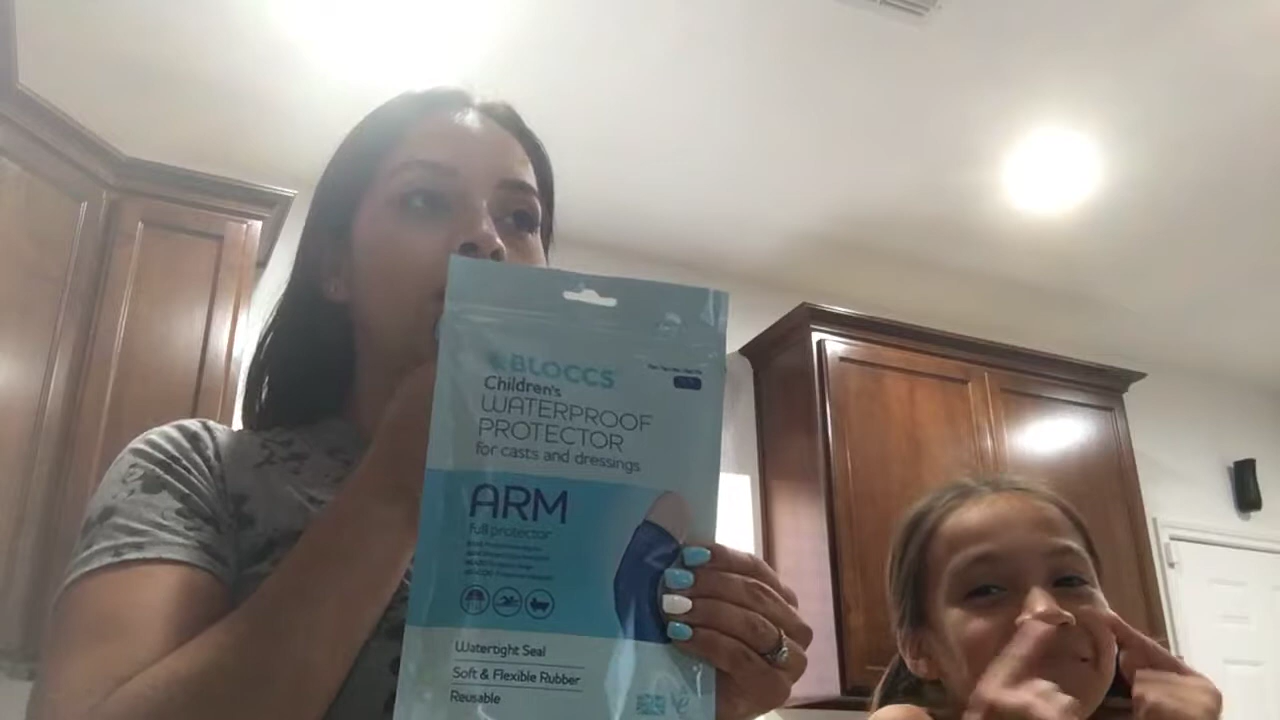 BLOCCS
Children's
WATERPROOF
PROTECTOR
for casts and dressings
ARM
full protector
Watertight Seal
Soft & Flexible Rubber
Reusable